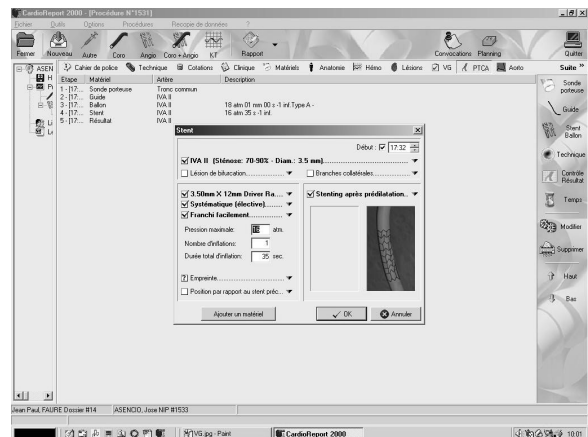 CardioReport 2000 - [Procédure N°1531]
Fichier Outils Options Procédures Recopie de données ?
Fermer Nouveau Autre Coro Angio Coro + Angio KT Rapport Convocations Planning Quitter
Cahier de police Technique Cotations Clinique Matériels Anatomie Hémo Lésions VG PTCA Aorto Suite "
ASEN
Etape Matériel Artère Description
1 - [17:... Sonde porteuse Tronc commun
2 - [17:... Guide IVA II
3 - [17:... Ballon IVA II 18 atm 01 mm 00 s -1 inf.Type A -
4 - [17:... Stent IVA II 16 atm 35 s -1 inf.
5 - [17:... Résultat IVA II
Stent
Début : 17:32
IVA II (Sténose: 70-90% - Diam.: 3.5 mm)
Lésion de bifurcation Branches collatérales
3.50mm X 12mm Driver Ra... Stenting après prédilatation..
Systématique (élective)
Franchi facilement
Pression maximale: 16 atm.
Nombre d'inflations: 1
Durée total d'inflation: 35 sec.
? Empreinte
Position par rapport au stent préc...
Ajouter un matériel OK Annuler
Sonde porteuse
Guide
Stent Ballon
Technique
Contrôle Résultat
Temps
Modifier
Supprimer
Haut
Bas
Jean Paul, FAURE Dossier #14 ASENCIO, Jose NIP #1533
VG.jpg - Paint CardioReport 2000 10:01